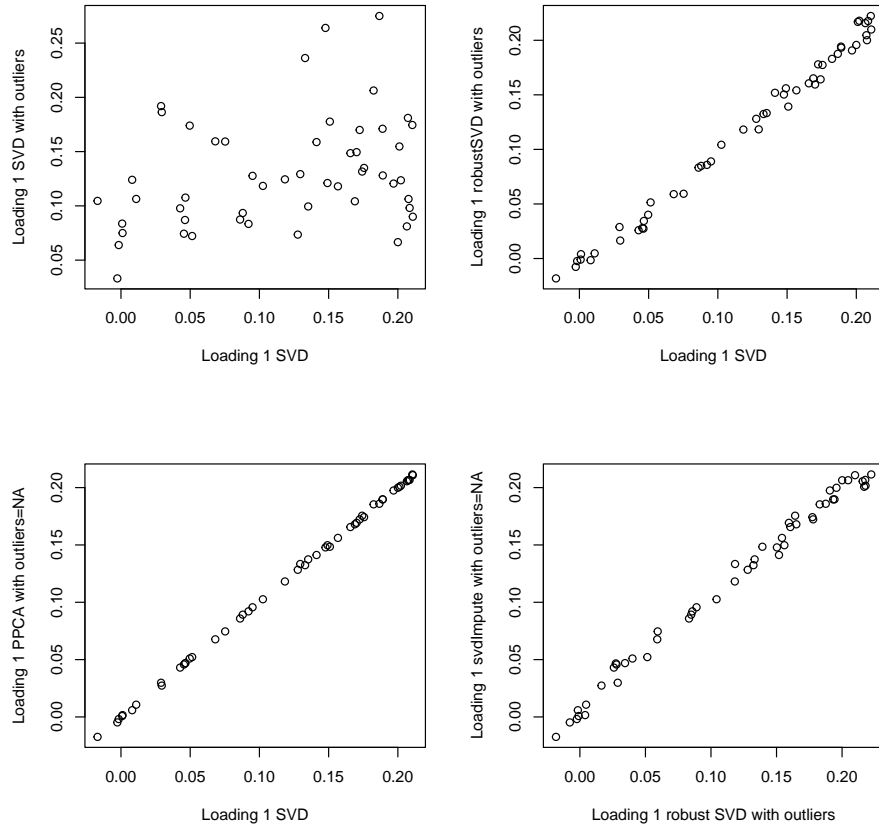 0.05 0.10 0.15 0.20 0.25
Loading 1 SVD with outliers
0.00 0.05 0.10 0.15 0.20
Loading 1 SVD
0.00 0.05 0.10 0.15 0.20
Loading 1 robustSVD with outliers
0.00 0.05 0.10 0.15 0.20
Loading 1 SVD
0.00 0.05 0.10 0.15 0.20
Loading 1 PPCA with outliers=NA
0.00 0.05 0.10 0.15 0.20
Loading 1 SVD
0.00 0.05 0.10 0.15 0.20
Loading 1 svdImpute with outliers=NA
0.00 0.05 0.10 0.15 0.20
Loading 1 robust SVD with outliers